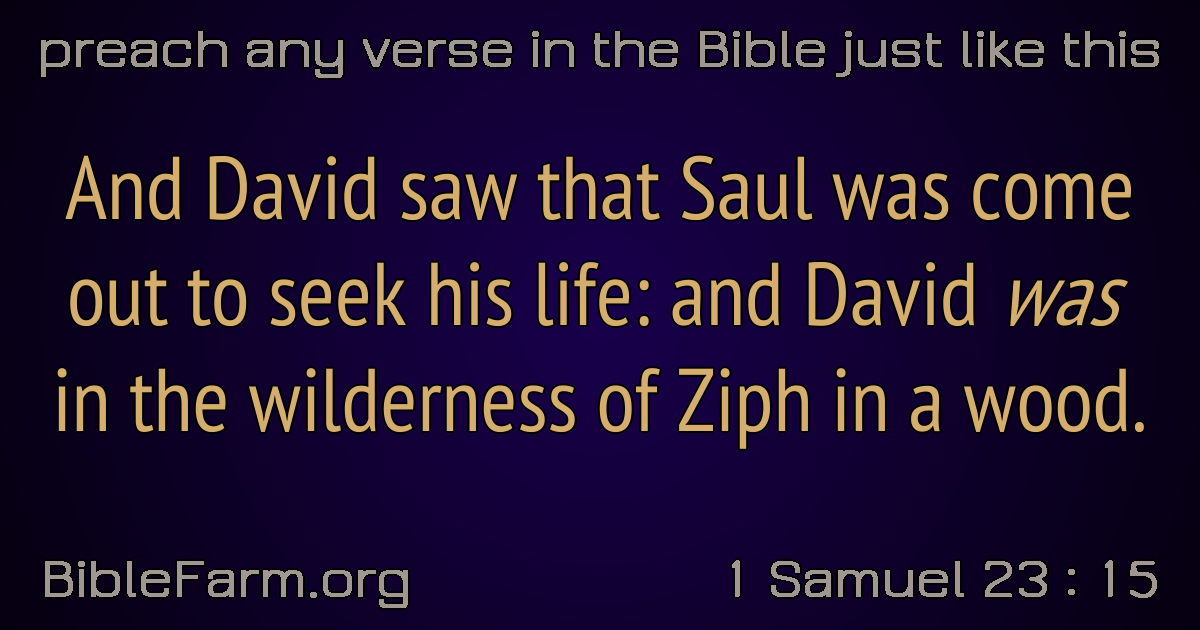 preach any verse in the Bible just like this
And David saw that Saul was come
out to seek his life: and David was
in the wilderness of Ziph in a wood.
BibleFarm.org
1 Samuel 23 : 15